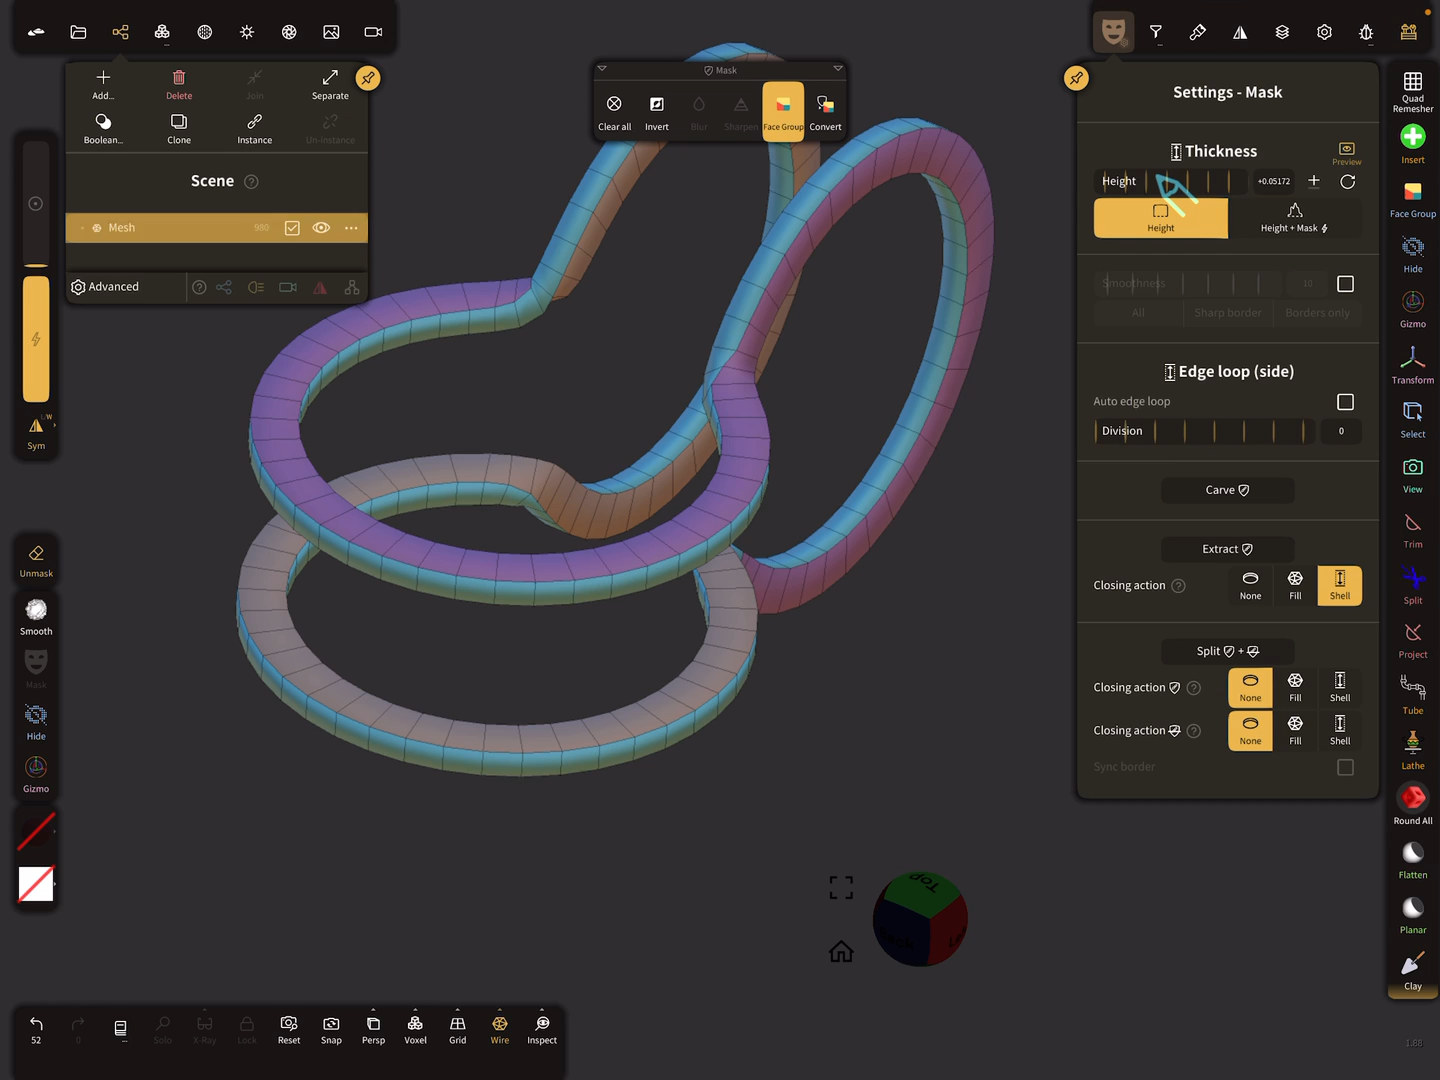 Add...
Delete
Join
Separate
Boolean...
Clone
Instance
Un-Instance
Scene ?
Mesh
980
...
Advanced
?
Mask
Clear all
Invert
Blur
Sharpen
Face Group
Convert
Settings - Mask
Thickness
Preview
Height
+0.05172
Height
Height + Mask
Smoothness
10
All
Sharp border
Borders only
Edge loop (side)
Auto edge loop
Division
0
Carve
Extract
Closing action ?
None
Fill
Shell
Split +
Closing action ?
None
Fill
Shell
Closing action ?
None
Fill
Shell
Sync border
Quad
Remesher
Insert
Face Group
Hide
Gizmo
Transform
Select
View
Trim
Split
Project
Tube
Lathe
Round All
Flatten
Planar
Clay
LW
Sym
Unmask
Smooth
Mask
Hide
Gizmo
Top
Back
Le
52
0
...
Solo
X-Ray
Lock
Reset
Snap
Persp
Voxel
Grid
Wire
Inspect
1.88